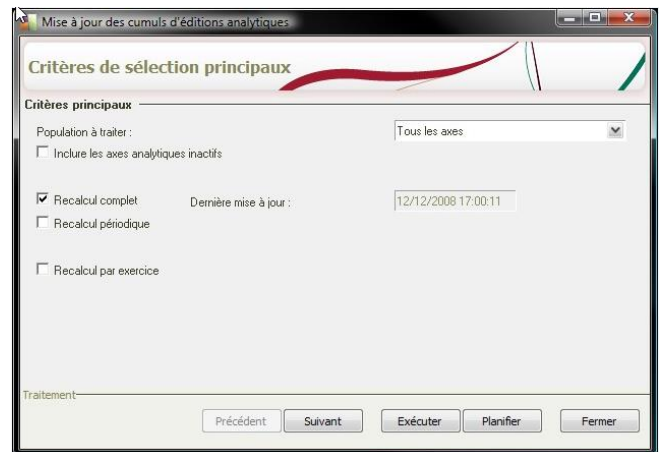 Mise à jour des cumuls d'éditions analytiques
Critères de sélection principaux
Critères principaux
Population à traiter :
Tous les axes
Inclure les axes analytiques inactifs
Recalcul complet
Dernière mise à jour :
12/12/2008 17:00:11
Recalcul périodique
Recalcul par exercice
Traitement
Précédent
Suivant
Exécuter
Planifier
Fermer